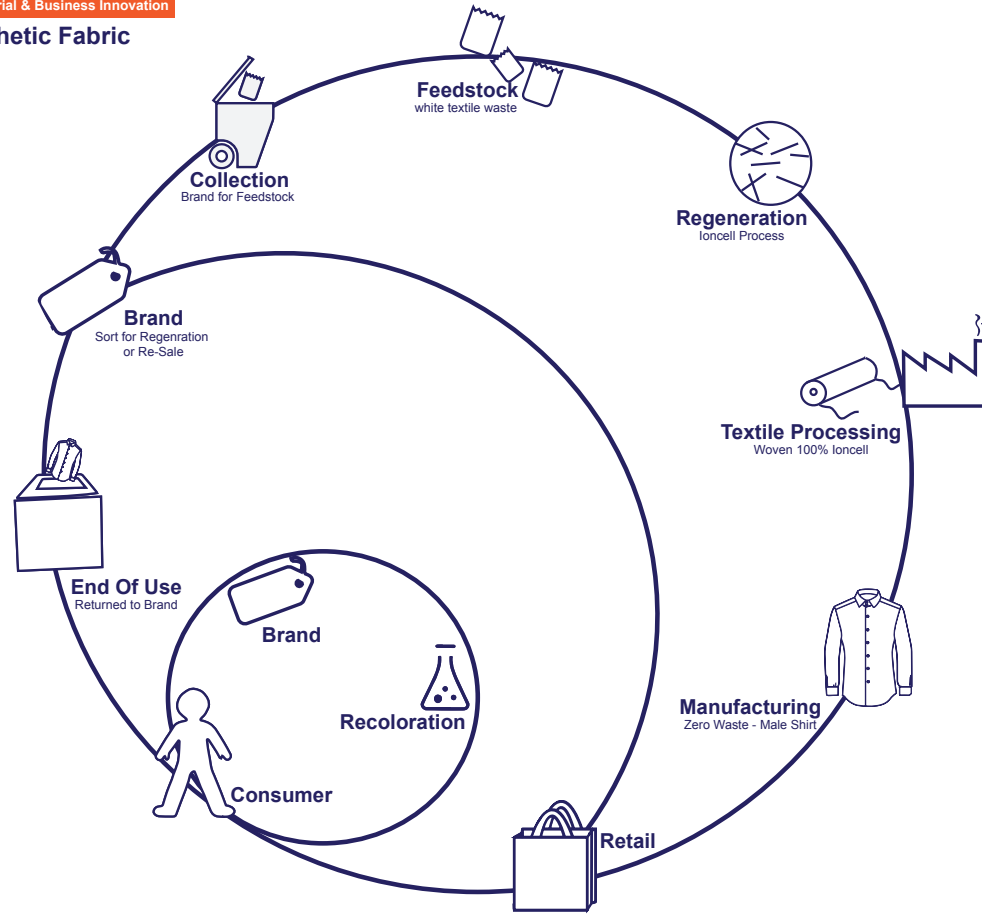 & Business Innovation
Fabric
Feedstock
white textile waste
Collection
Brand for Feedstock
Regeneration
Ioncell Process
Brand
Sort for Regenration
or Re-Sale
Textile Processing
Woven 100% Ioncell
End Of Use
Returned to Brand
Brand
Recoloration
Manufacturing
Zero Waste - Male Shirt
Consumer
Retail